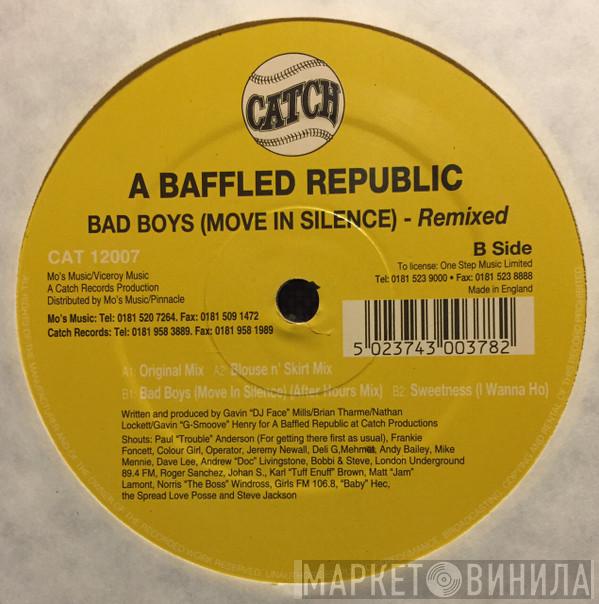 CATCH
A BAFFLED REPUBLIC
BAD BOYS (MOVE IN SILENCE) - Remixed
CAT 12007
B Side
Mo's Music/Viceroy Music
A Catch Records Production
Distributed by Mo's Music/Pinnacle
To license: One Step Music Limited
Tel: 0181 523 9000 • Fax: 0181 523 8888
Made in England
Mo's Music: Tel: 0181 520 7264. Fax: 0181 509 1472
Catch Records: Tel: 0181 958 3889. Fax: 0181 958 1989
5 023743 003782
A1 Original Mix A2 Blouse n' Skirt Mix
B1 Bad Boys (Move In Silence) (After Hours Mix) B2 Sweetness (I Wanna Ho)
Written and produced by Gavin "DJ Face" Mills/Brian Tharme/Nathan
Lockett/Gavin "G-Smoove" Henry for A Baffled Republic at Catch Productions
Shouts: Paul "Trouble" Anderson (For getting there first as usual), Frankie
Foncett, Colour Girl, Operator, Jeremy Newall, Deli G, Andy Bailey, Mike
Mennie, Dave Lee, Andrew "Doc" Livingstone, Bobbi & Steve, London Underground
89.4 FM, Roger Sanchez, Johan S., Karl "Tuff Enuff" Brown, Matt "Jam"
Lamont, Norris "The Boss" Windross, Girls FM 106.8, "Baby" Hec,
the Spread Love Posse and Steve Jackson
МАРКЕТ ВИНИЛА